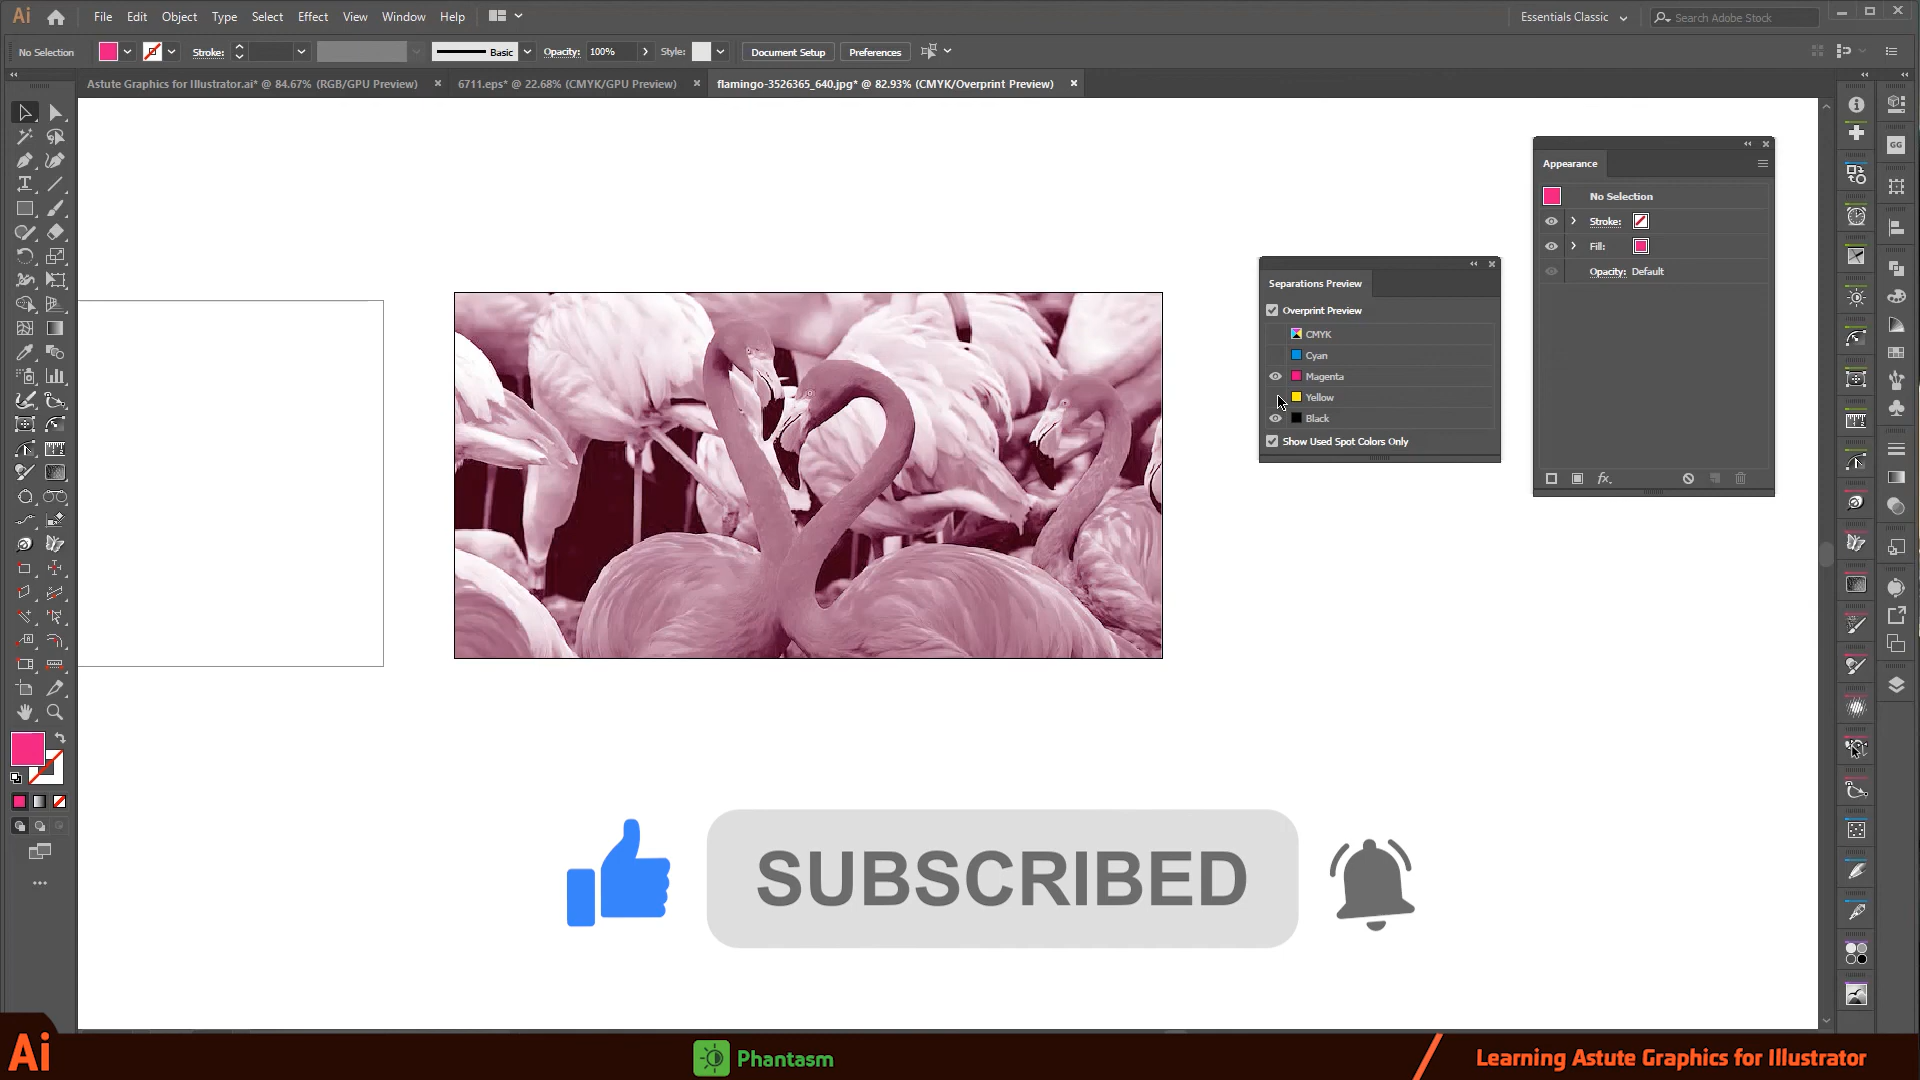 Ai File Edit Object Type Select Effect View Window Help Essentials Classic Search Adobe Stock
No Selection Stroke: Basic Opacity: 100% Style: Document Setup Preferences
Astute Graphics for Illustrator.ai* @ 84.67% (RGB/GPU Preview) 6711.eps* @ 22.68% (CMYK/GPU Preview) flamingo-3526365_640.jpg* @ 82.93% (CMYK/Overprint Preview)
GG
Appearance
No Selection
Stroke:
Fill:
Opacity: Default
fx
Separations Preview
Overprint Preview
CMYK
Cyan
Magenta
Yellow
Black
Show Used Spot Colors Only
SUBSCRIBED
Ai Phantasm Learning Astute Graphics for Illustrator